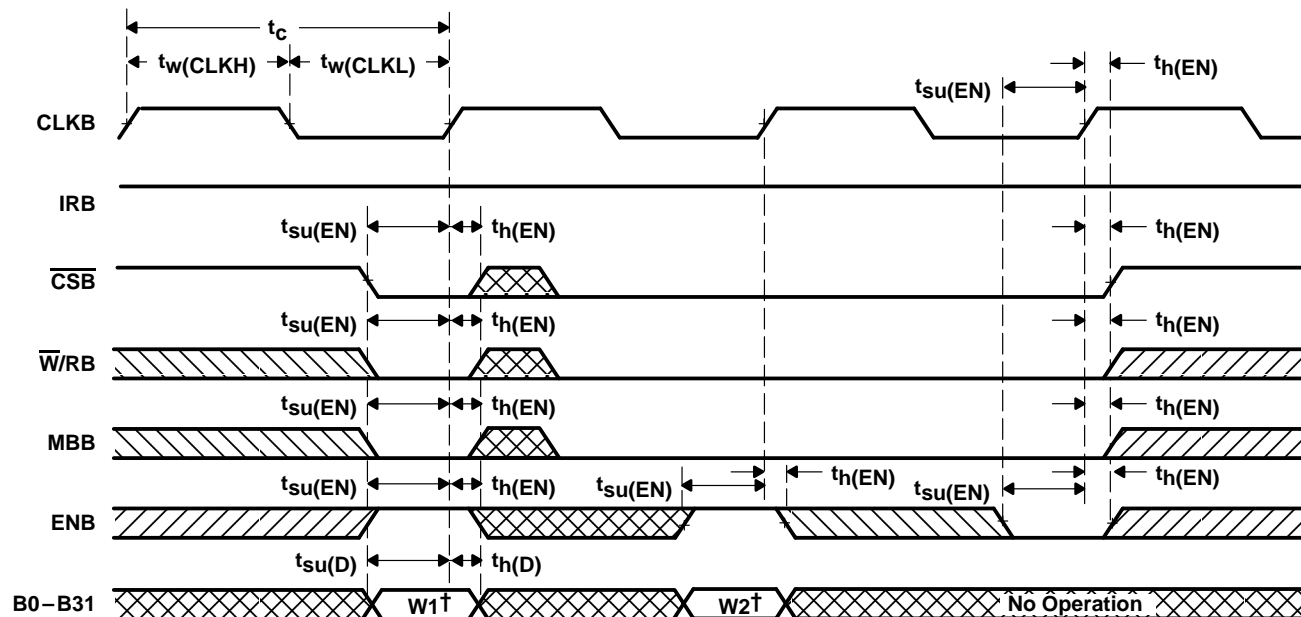 tc
tw(CLKH) tw(CLKL) th(EN)
tsu(EN)
CLKB
IRB
tsu(EN) th(EN) th(EN)
CSB
tsu(EN) th(EN) th(EN)
W/RB
tsu(EN) th(EN) th(EN)
MBB
tsu(EN) th(EN) tsu(EN) th(EN) tsu(EN) th(EN)
ENB
tsu(D) th(D)
B0–B31 W1† W2† No Operation